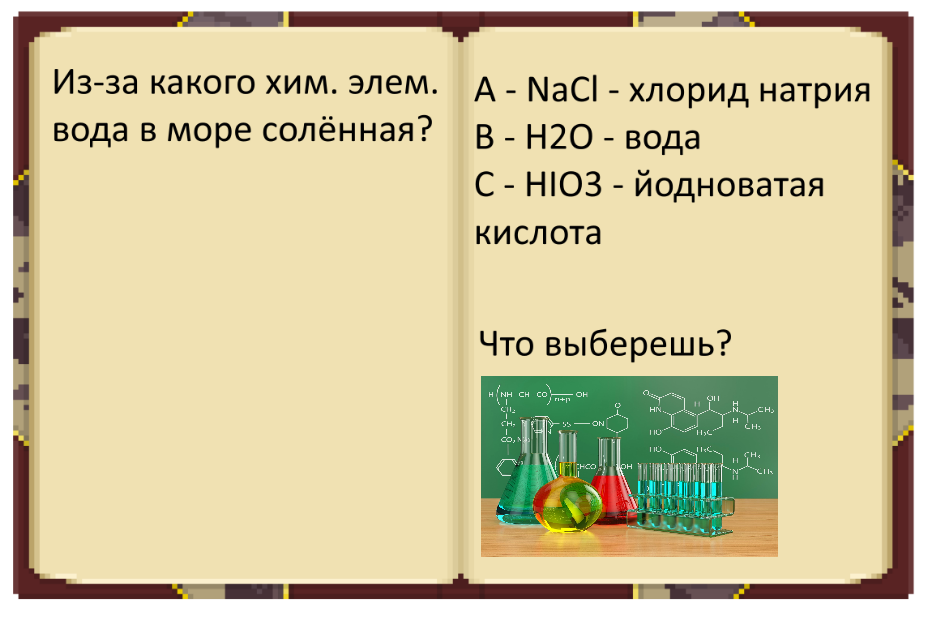 Из-за какого хим. элем.
вода в море солённая?
A - NaCl - хлорид натрия
B - H2O - вода
C - HIO3 - йодноватая
кислота
Что выберешь?